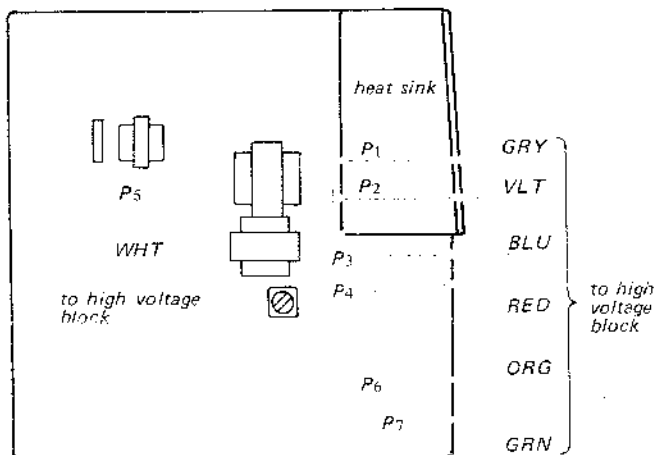 heat sink
P1
GRY
P2
VLT
P5
BLU
WHT
P3
to high voltage
block
P4
RED
to high
voltage
block
ORG
P6
P7
GRN